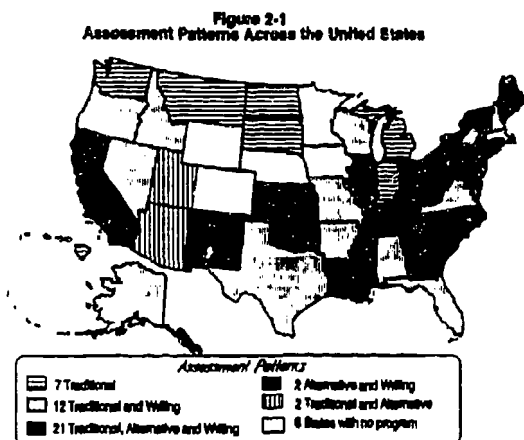 Figure 2-1
Assessment Patterns Across the United States
Assessment Patterns
7 Traditional
12 Traditional and Writing
21 Traditional, Alternative and Writing
2 Alternative and Writing
2 Traditional and Alternative
6 States with no program